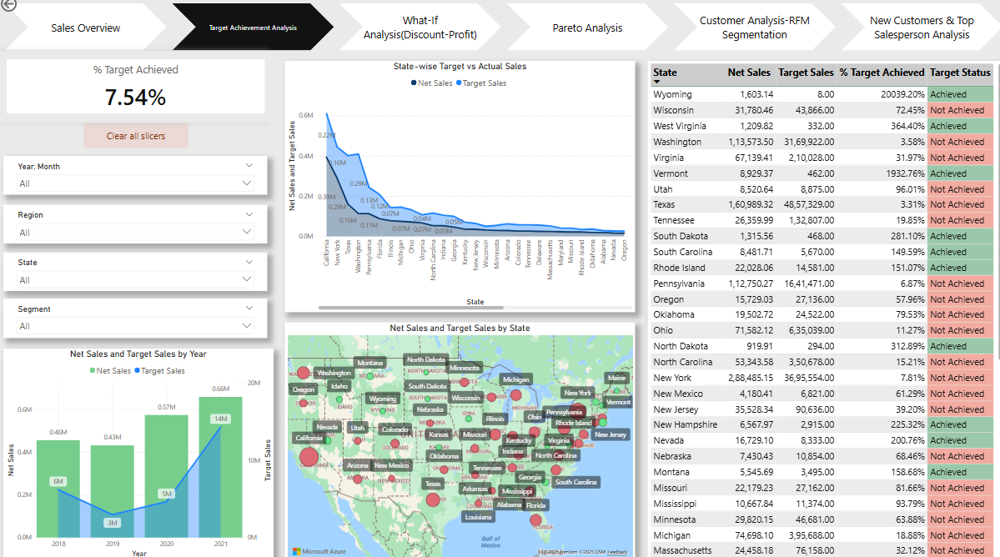 Sales Overview
Target Achievement Analysis
What-If
Analysis(Discount-Profit)
Pareto Analysis
Customer Analysis-RFM
Segmentation
New Customers & Top
Salesperson Analysis
% Target Achieved
7.54%
Clear all slicers
Year, Month
All
Region
All
State
All
Segment
All
Net Sales and Target Sales by Year
Net Sales Target Sales
Net Sales
0.6M
0.4M
0.2M
0.0M
0.46M
0.43M
0.57M
0.66M
6M
3M
5M
14M
20M
10M
0M
Target Sales
2018 2019 2020 2021
Year
State-wise Target vs Actual Sales
Net Sales Target Sales
Net Sales and Target Sales
0.6M
0.4M
0.2M
0.0M
0.22M
0.16M
0.29M
0.13M
0.12M
0.07M
0.04M
0.05M
0.39M
0.29M
0.16M
0.11M
0.07M
0.07M
0.05M
California
New York
Texas
Washington
Pennsylvania
Florida
Illinois
Michigan
Ohio
Virginia
North Carolina
Indiana
Georgia
Kentucky
New Jersey
Wisconsin
Minnesota
Arizona
Colorado
Tennessee
Delaware
Massachusetts
Maryland
Missouri
Rhode Island
Oklahoma
Alabama
Nevada
Oregon
State
Net Sales and Target Sales by State
Washington
Montana
North Dakota
Minnesota
Michigan
Maine
Oregon
Idaho
South Dakota
Wisconsin
New York
Vermont
Wyoming
Nebraska
Illinois
Ohio
Pennsylvania
Rhode Island
Nevada
Utah
Colorado
Kansas
Missouri
Kentucky
Virginia
New Jersey
California
Indiana
North Carolina
Arizona
New Mexico
Oklahoma
Tennessee
Georgia
South Carolina
Texas
Arkansas
Mississippi
Alabama
Florida
Louisiana
Gulf of
Mexico
Microsoft Azure
©2025 TomTom ©2025 OSM Feedback
State Net Sales Target Sales % Target Achieved Target Status
Wyoming 1,603.14 8.00 20039.20% Achieved
Wisconsin 31,780.46 43,866.00 72.45% Not Achieved
West Virginia 1,209.82 332.00 364.40% Achieved
Washington 1,13,573.50 31,69,922.00 3.58% Not Achieved
Virginia 67,139.41 2,10,028.00 31.97% Not Achieved
Vermont 8,929.37 462.00 1932.76% Achieved
Utah 8,520.64 8,875.00 96.01% Not Achieved
Texas 1,60,989.32 48,57,329.00 3.31% Not Achieved
Tennessee 26,359.99 1,32,807.00 19.85% Not Achieved
South Dakota 1,315.56 468.00 281.10% Achieved
South Carolina 8,481.71 5,670.00 149.59% Achieved
Rhode Island 22,028.06 14,581.00 151.07% Achieved
Pennsylvania 1,12,750.27 16,41,471.00 6.87% Not Achieved
Oregon 15,729.03 27,136.00 57.96% Not Achieved
Oklahoma 19,502.72 24,522.00 79.53% Not Achieved
Ohio 71,582.12 6,35,039.00 11.27% Not Achieved
North Dakota 919.91 294.00 312.89% Achieved
North Carolina 53,343.58 3,50,678.00 15.21% Not Achieved
New York 2,88,485.15 36,95,554.00 7.81% Not Achieved
New Mexico 4,180.41 6,821.00 61.29% Not Achieved
New Jersey 35,528.34 90,636.00 39.20% Not Achieved
New Hampshire 6,567.97 2,915.00 225.32% Achieved
Nevada 16,729.10 8,333.00 200.76% Achieved
Nebraska 7,430.43 10,854.00 68.46% Not Achieved
Montana 5,545.69 3,495.00 158.68% Achieved
Missouri 22,179.23 27,162.00 81.66% Not Achieved
Mississippi 10,667.84 11,374.00 93.79% Not Achieved
Minnesota 29,820.15 46,681.00 63.88% Not Achieved
Michigan 74,698.10 3,95,688.00 18.88% Not Achieved
Massachusetts 24,458.18 76,158.00 32.12% Not Achieved